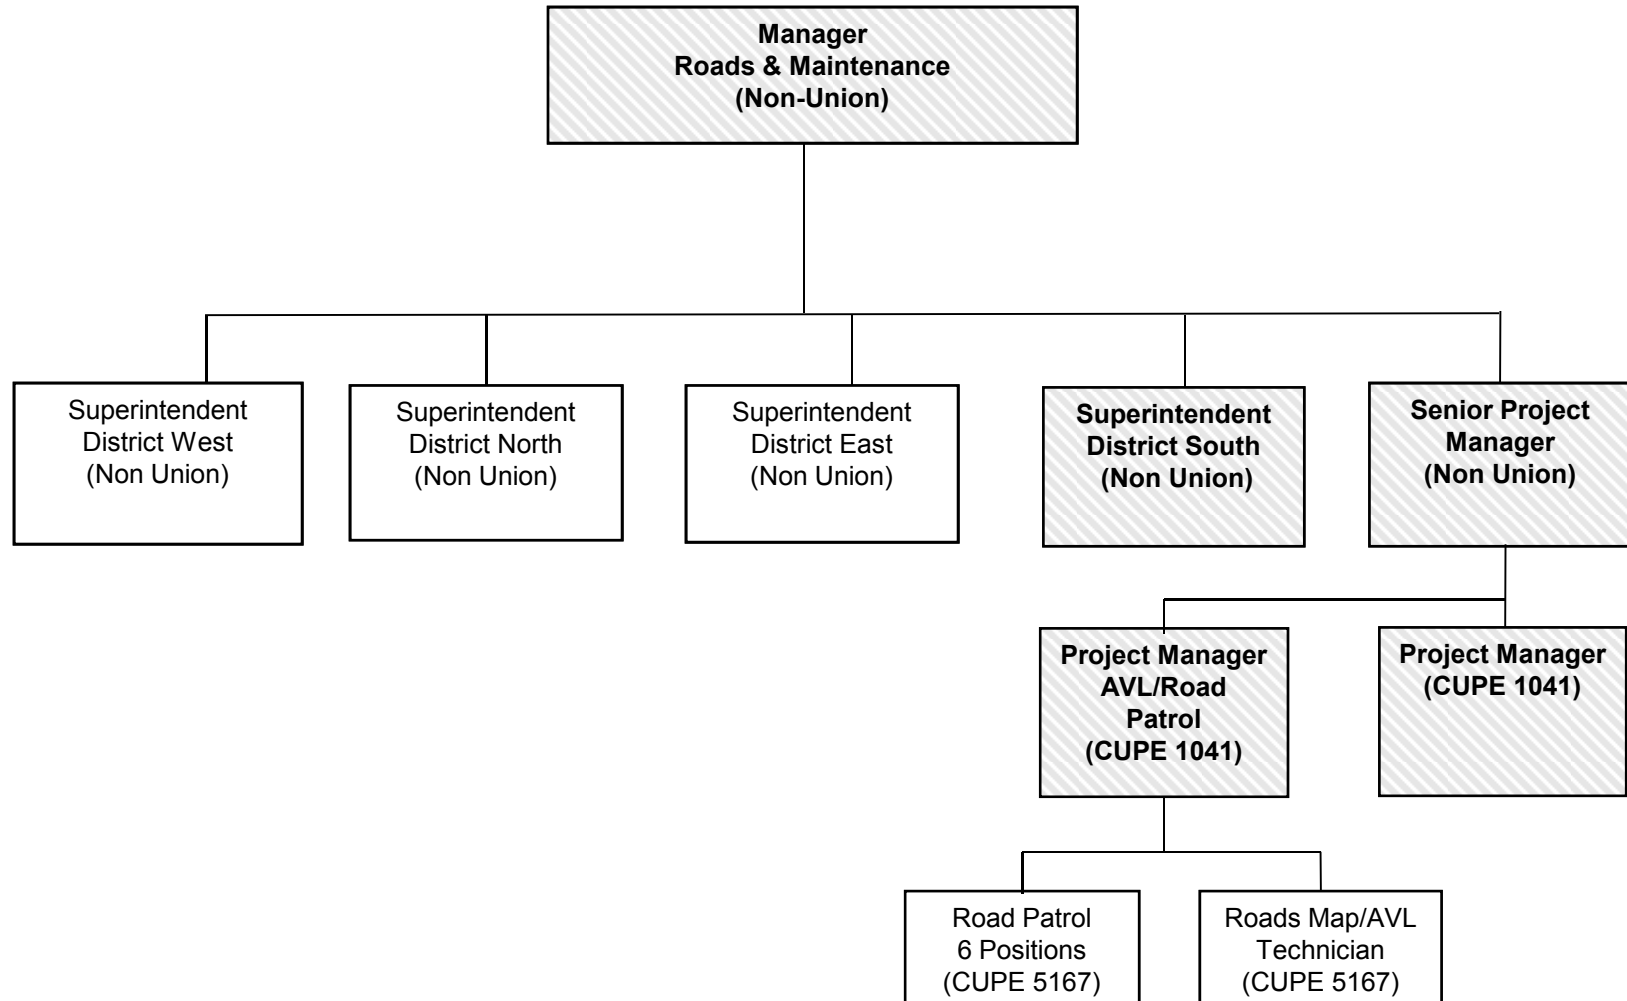 Manager
Roads & Maintenance
(Non-Union)
Superintendent
District West
(Non Union)
Superintendent
District North
(Non Union)
Superintendent
District East
(Non Union)
Superintendent
District South
(Non Union)
Senior Project
Manager
(Non Union)
Project Manager
AVL/Road
Patrol
(CUPE 1041)
Project Manager
(CUPE 1041)
Road Patrol
6 Positions
(CUPE 5167)
Roads Map/AVL
Technician
(CUPE 5167)